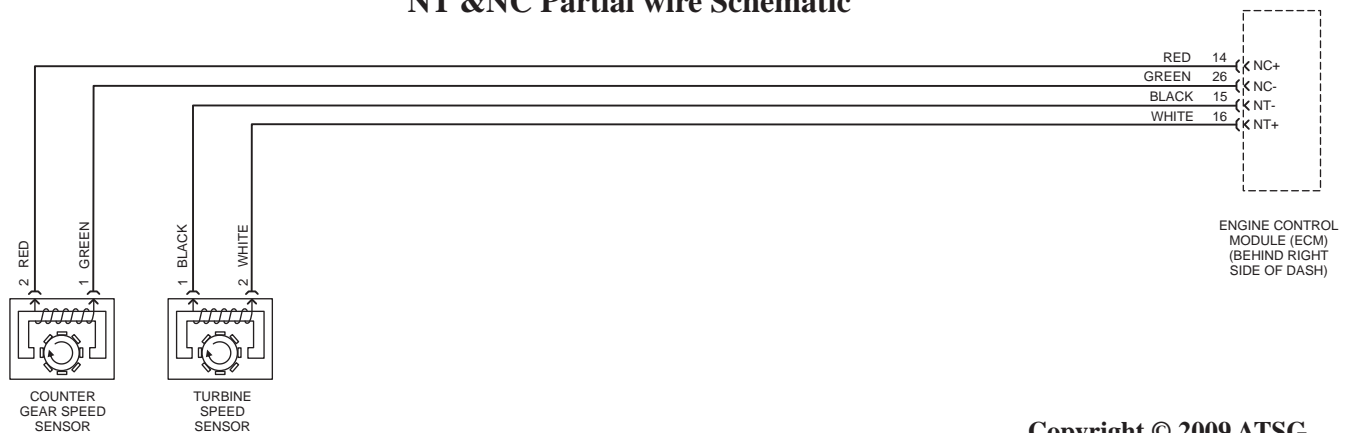 NT &NC Partial wire Schematic
RED 14 NC+
GREEN 26 NC-
BLACK 15 NT-
WHITE 16 NT+
ENGINE CONTROL
MODULE (ECM)
(BEHIND RIGHT
SIDE OF DASH)
2 RED
1 GREEN
1 BLACK
2 WHITE
COUNTER
GEAR SPEED
SENSOR
TURBINE
SPEED
SENSOR
Copyright © 2009 ATSG